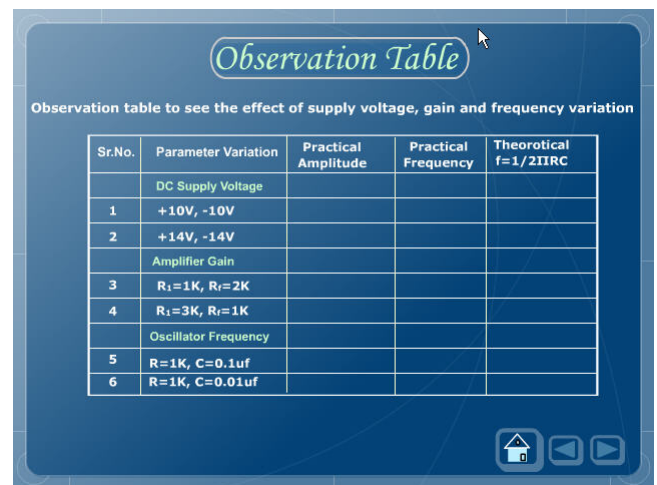 Observation Table
Observation table to see the effect of supply voltage, gain and frequency variation
Sr.No. Parameter Variation Practical Amplitude Practical Frequency Theorotical f=1/2ΠRC
DC Supply Voltage
1 +10V, -10V
2 +14V, -14V
Amplifier Gain
3 R₁=1K, Rf=2K
4 R₁=3K, Rf=1K
Oscillator Frequency
5 R=1K, C=0.1uf
6 R=1K, C=0.01uf